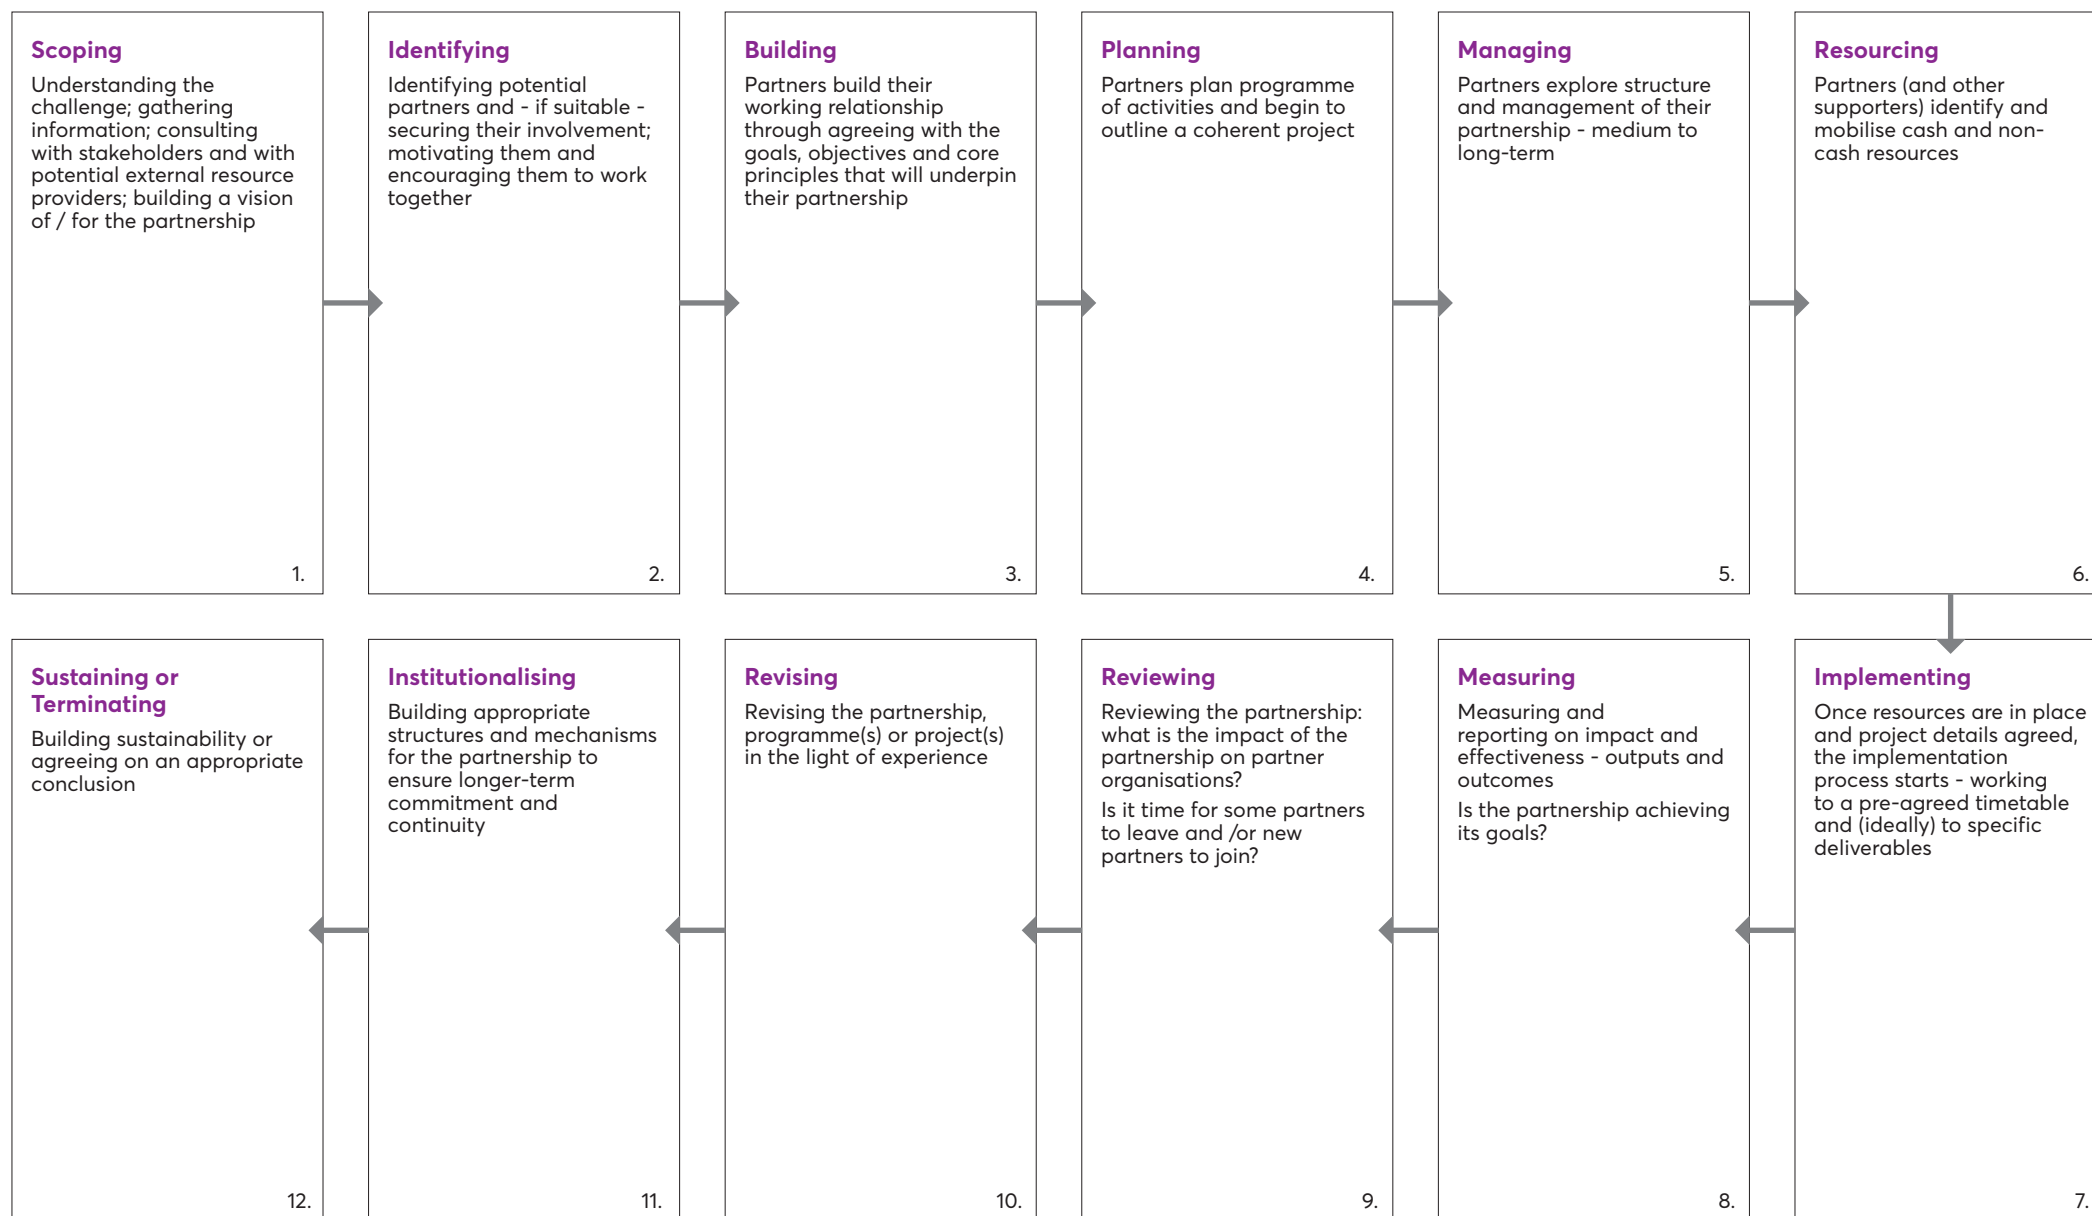 Scoping
Understanding the
challenge; gathering
information; consulting
with stakeholders and with
potential external resource
providers; building a vision
of / for the partnership
1.
Identifying
Identifying potential
partners and - if suitable -
securing their involvement;
motivating them and
encouraging them to work
together
2.
Building
Partners build their
working relationship
through agreeing with the
goals, objectives and core
principles that will underpin
their partnership
3.
Planning
Partners plan programme
of activities and begin to
outline a coherent project
4.
Managing
Partners explore structure
and management of their
partnership - medium to
long-term
5.
Resourcing
Partners (and other
supporters) identify and
mobilise cash and non-
cash resources
6.
Implementing
Once resources are in place
and project details agreed,
the implementation
process starts - working
to a pre-agreed timetable
and (ideally) to specific
deliverables
7.
Measuring
Measuring and
reporting on impact and
effectiveness - outputs and
outcomes
Is the partnership achieving
its goals?
8.
Reviewing
Reviewing the partnership:
what is the impact of the
partnership on partner
organisations?
Is it time for some partners
to leave and /or new
partners to join?
9.
Revising
Revising the partnership,
programme(s) or project(s)
in the light of experience
10.
Institutionalising
Building appropriate
structures and mechanisms
for the partnership to
ensure longer-term
commitment and
continuity
11.
Sustaining or
Terminating
Building sustainability or
agreeing on an appropriate
conclusion
12.